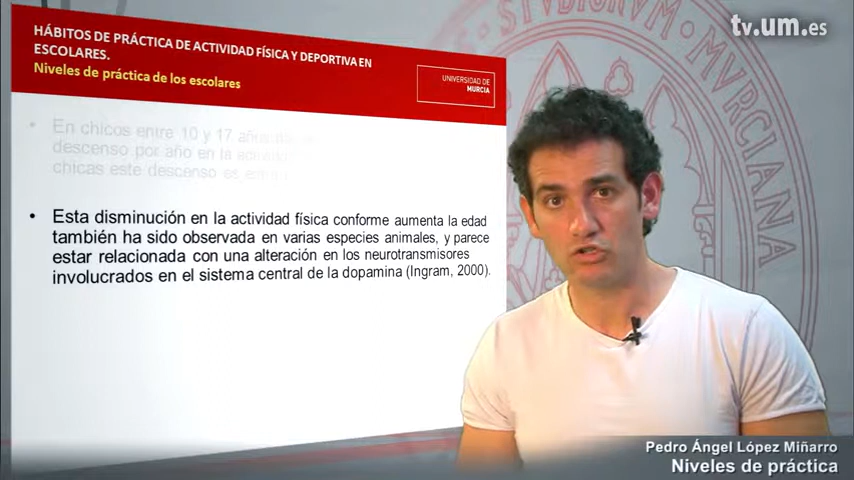 tv.um.es
HÁBITOS DE PRÁCTICA DE ACTIVIDAD FÍSICA Y DEPORTIVA EN
ESCOLARES.
Niveles de práctica de los escolares
UNIVERSIDAD DE
MURCIA
• En chicos entre 10 y 17 años
descenso por año en la
chicas este descenso es
• Esta disminución en la actividad física conforme aumenta la edad
también ha sido observada en varias especies animales, y parece
estar relacionada con una alteración en los neurotransmisores
involucrados en el sistema central de la dopamina (Ingram, 2000).
MVRCIANA
Pedro Ángel López Miñarro
Niveles de práctica